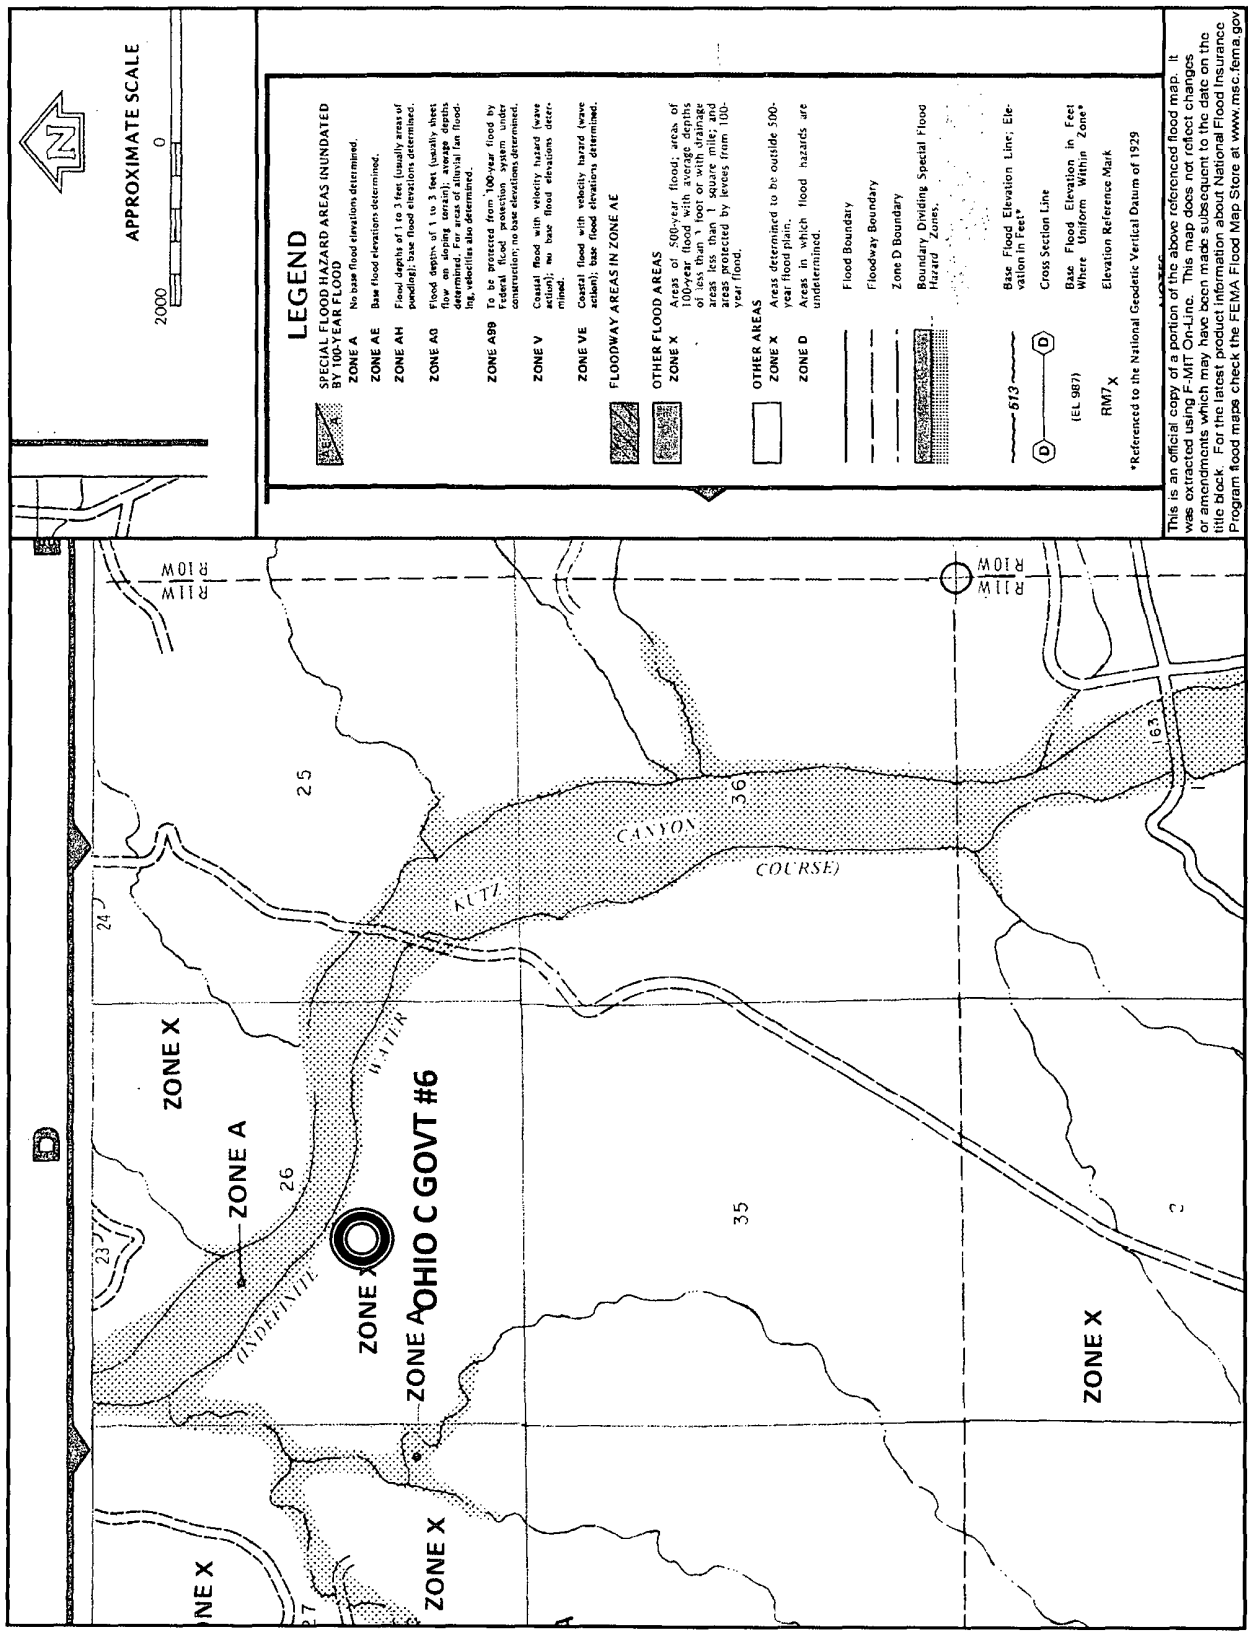 N
APPROXIMATE SCALE
2000 0
LEGEND
SPECIAL FLOOD HAZARD AREAS INUNDATED
BY 100-YEAR FLOOD
ZONE A No base flood elevations determined.
ZONE AE Base flood elevations determined.
ZONE AH Flood depths of 1 to 3 feet (usually areas of
ponding); base flood elevations determined.
ZONE AO Flood depths of 1 to 3 feet (usually sheet
flow on sloping terrain); average depths
determined. For areas of alluvial fan flood-
ing, velocities also determined.
ZONE A99 To be protected from 100-year flood by
Federal flood protection system under
construction; no base elevations determined.
ZONE V Coastal flood with velocity hazard (wave
action); no base flood elevations deter-
mined.
ZONE VE Coastal flood with velocity hazard (wave
action); base flood elevations determined.
FLOODWAY AREAS IN ZONE AE
OTHER FLOOD AREAS
ZONE X Areas of 500-year flood; areas of
100-year flood with average depths
of less than 1 foot or with drainage
areas less than 1 square mile; and
areas protected by levees from 100-
year flood.
OTHER AREAS
ZONE X Areas determined to be outside 500-
year flood plain.
ZONE D Areas in which flood hazards are
undetermined.
Flood Boundary
Floodway Boundary
Zone D Boundary
Boundary Dividing Special Flood
Hazard Zones,
513 Base Flood Elevation Line; Ele-
vation in Feet*
D D Cross Section Line
(EL 987) Base Flood Elevation in Feet
Where Uniform Within Zone*
RM7X Elevation Reference Mark
*Referenced to the National Geodetic Vertical Datum of 1929
This is an official copy of a portion of the above referenced flood map. It
was extracted using F-MIT On-Line. This map does not reflect changes
or amendments which may have been made subsequent to the date on the
title block. For the latest product information about National Flood Insurance
Program flood maps check the FEMA Flood Map Store at www.msc.fema.gov
D
23
24
R11W R10W
ZONE X
ZONE X
ZONE A
26
25
27
(INDEFINITE
WATER
KUTZ
CANYON
COURSE)
ZONE X
ZONE A
OHIO C GOVT #6
ZONE X
35
36
R11W R10W
ZONE X
163